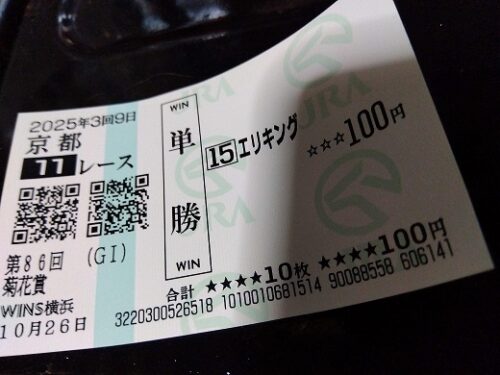 2025年3回9日
京都
11レース
第86回 (GI)
菊花賞
WINS横浜
10月26日
WIN
単勝
WIN
15エリキング
☆☆☆100円
合計 ★★★★10枚 ★★★★100円
3220300526518 1010010681514 90088558 606141
JRA
JRA